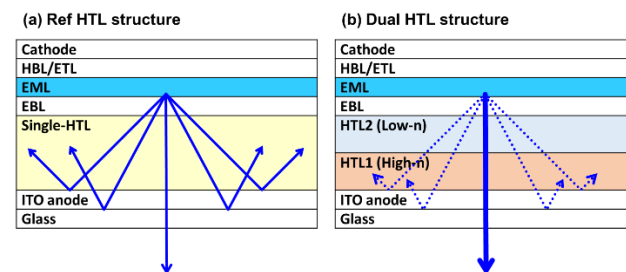 (a) Ref HTL structure
Cathode
HBL/ETL
EML
EBL
Single-HTL
ITO anode
Glass
(b) Dual HTL structure
Cathode
HBL/ETL
EML
EBL
HTL2 (Low-n)
HTL1 (High-n)
ITO anode
Glass